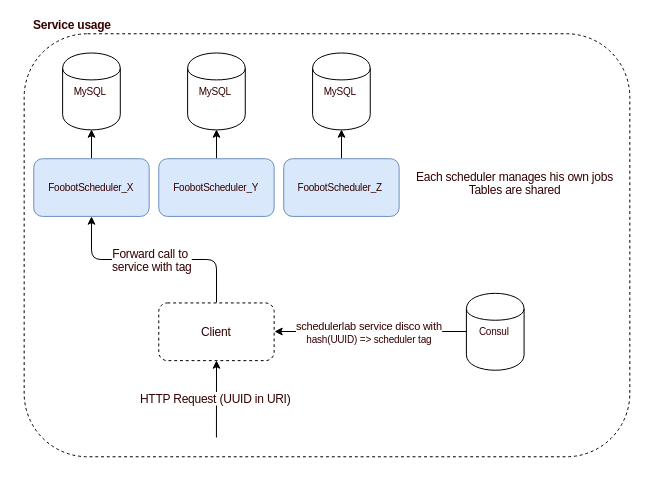 Service usage
MySQL
MySQL
MySQL
FoobotScheduler_X
FoobotScheduler_Y
FoobotScheduler_Z
Each scheduler manages his own jobs
Tables are shared
Forward call to
service with tag
Client
schedulerlab service disco with
hash(UUID) => scheduler tag
Consul
HTTP Request (UUID in URI)